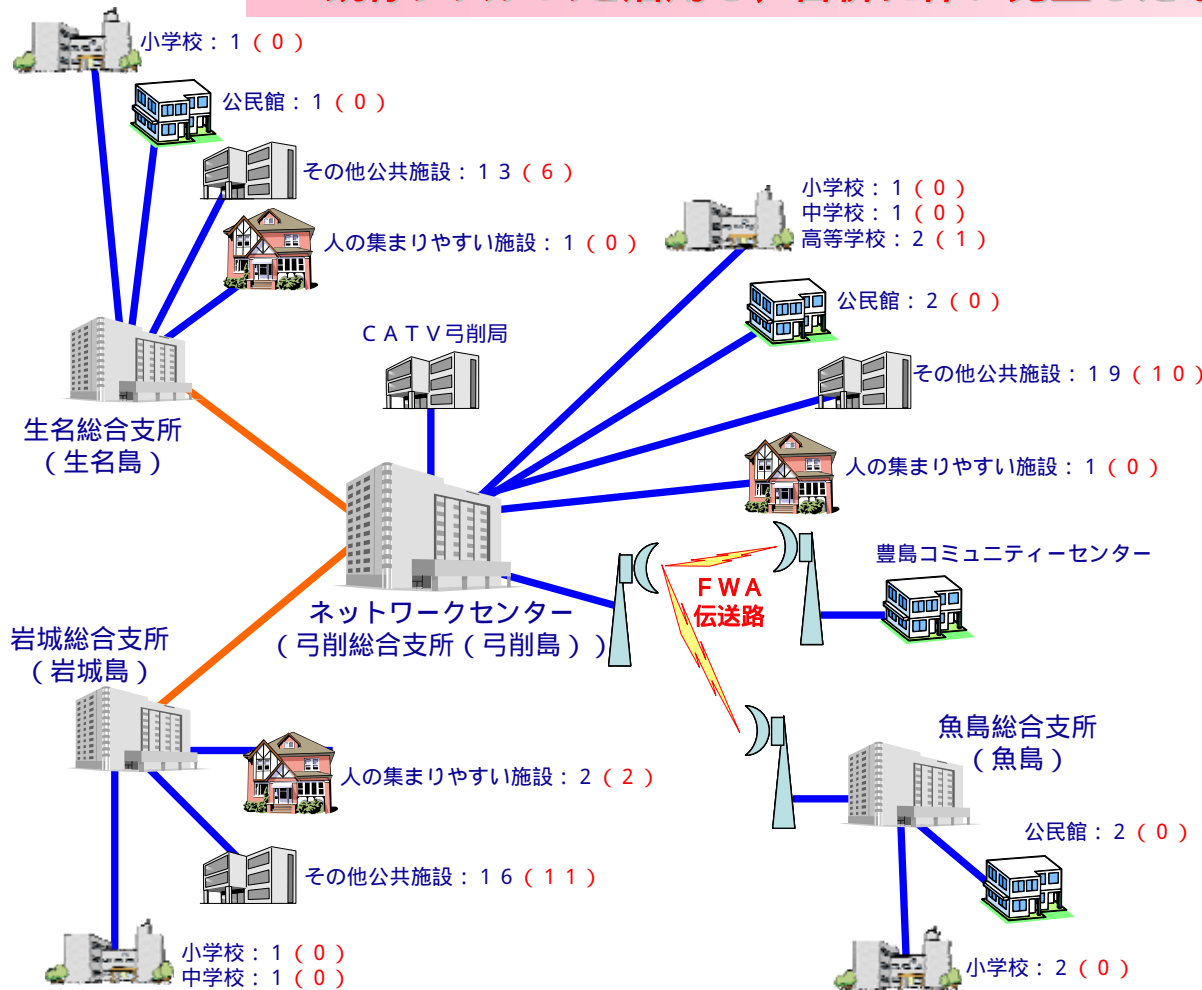 小学校：１（０）
公民館：１（０）
その他公共施設：１３（６）
人の集まりやすい施設：１（０）
生名総合支所
（生名島）
ＣＡＴＶ弓削局
小学校：１（０）
中学校：１（０）
高等学校：２（１）
公民館：２（０）
その他公共施設：１９（１０）
人の集まりやすい施設：１（０）
ネットワークセンター
（弓削総合支所（弓削島））
ＦＷＡ
伝送路
豊島コミュニティーセンター
岩城総合支所
（岩城島）
人の集まりやすい施設：２（２）
その他公共施設：１６（１１）
小学校：１（０）
中学校：１（０）
魚島総合支所
（魚島）
公民館：２（０）
小学校：２（０）